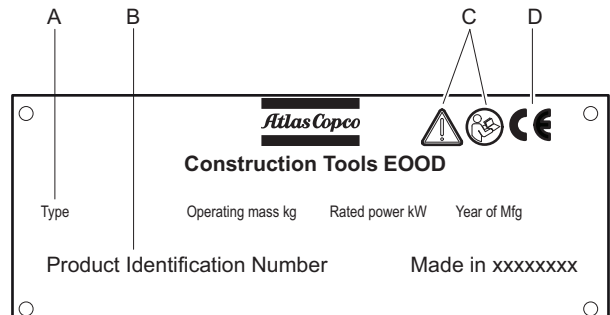 A B C D
Atlas Copco
CE
Construction Tools EOOD
Type Operating mass kg Rated power kW Year of Mfg
Product Identification Number Made in xxxxxxxx